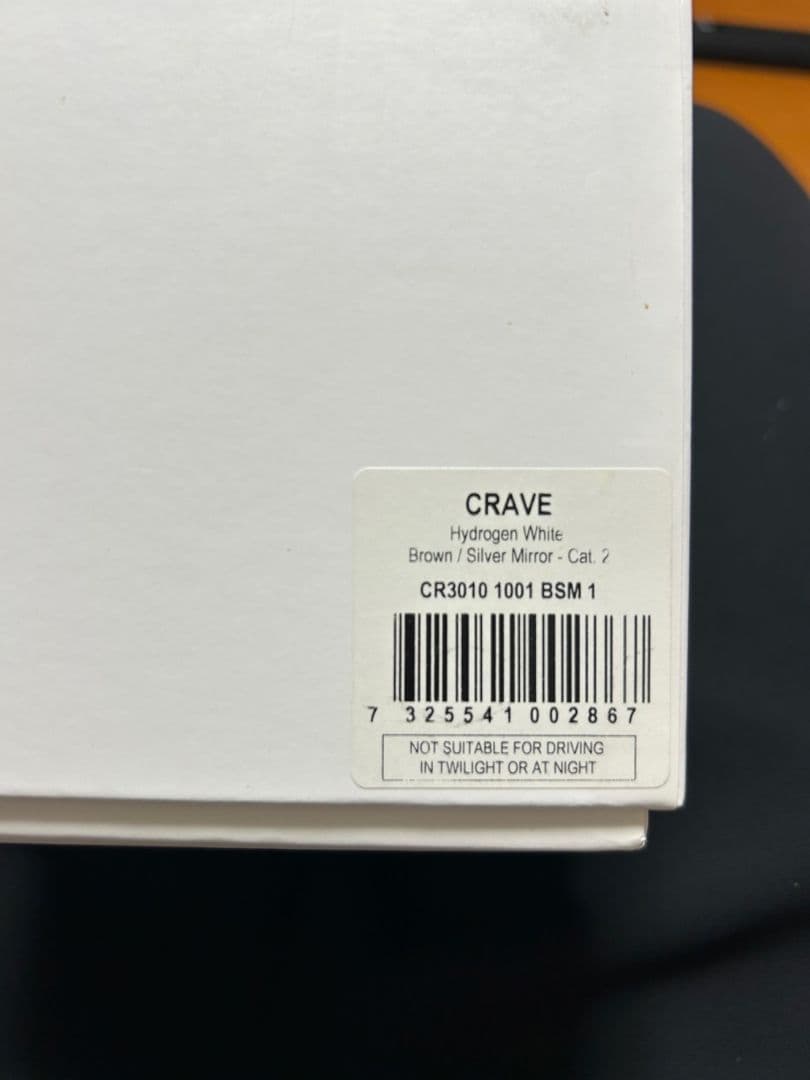 CRAVE
Hydrogen White
Brown / Silver Mirror - Cat. 2
CR3010 1001 BSM 1
7 325541 002867
NOT SUITABLE FOR DRIVING
IN TWILIGHT OR AT NIGHT